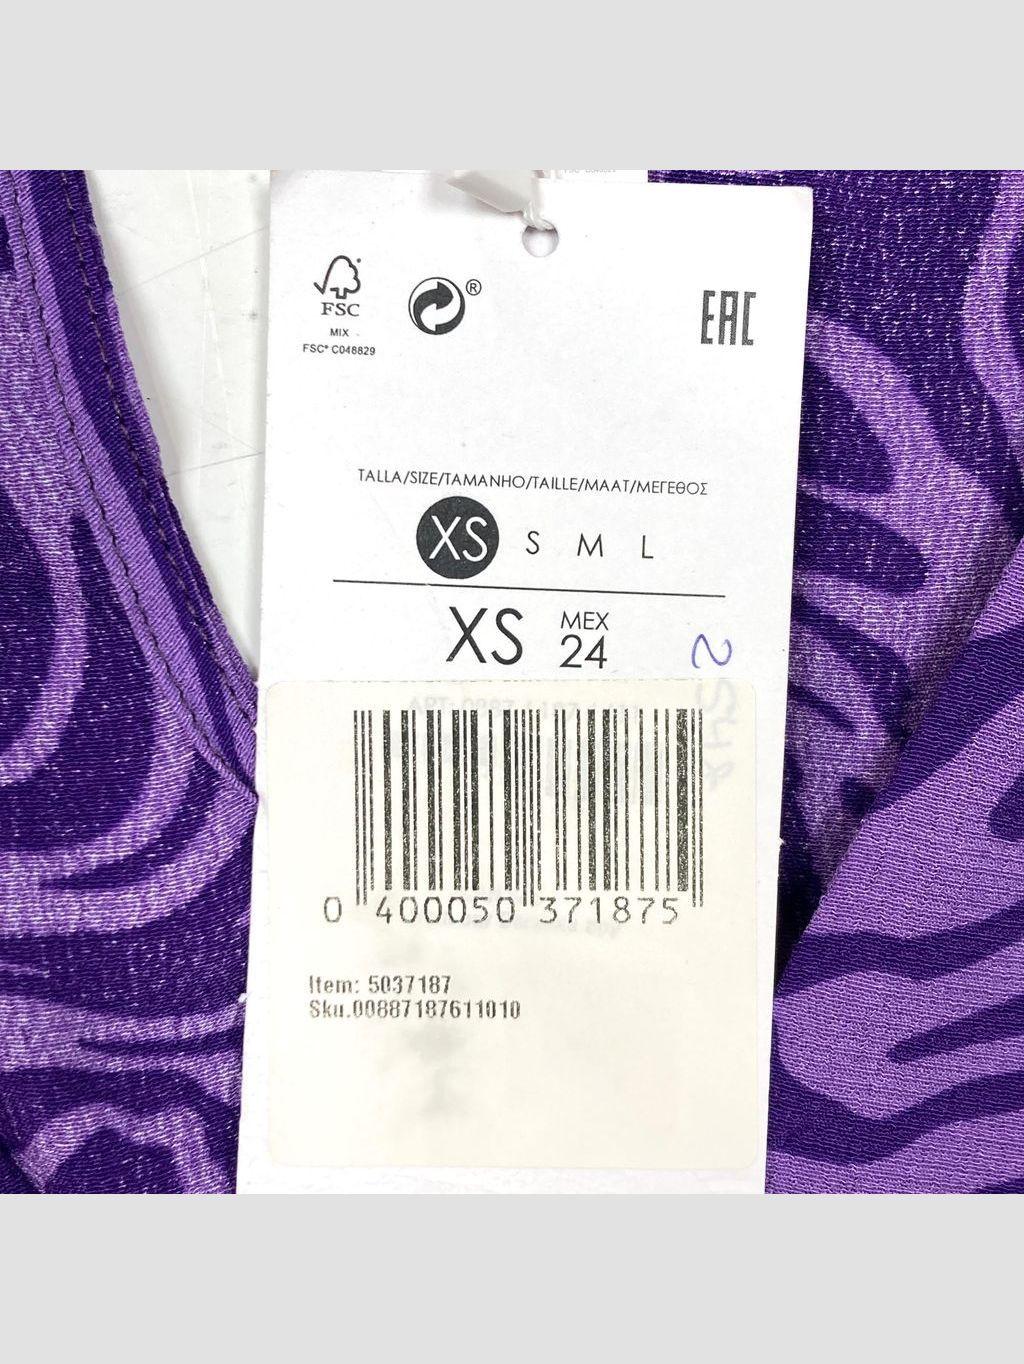 FSC
MIX
FSC® C048829
®
EAC
TALLA/SIZE/TAMANHO/TAILLE/MAAT/ΜΕΓΕΘΟΣ
XS S M L
XS MEX 24
2
0 400050 371875
Item: 5037187
Sku.00887187611010